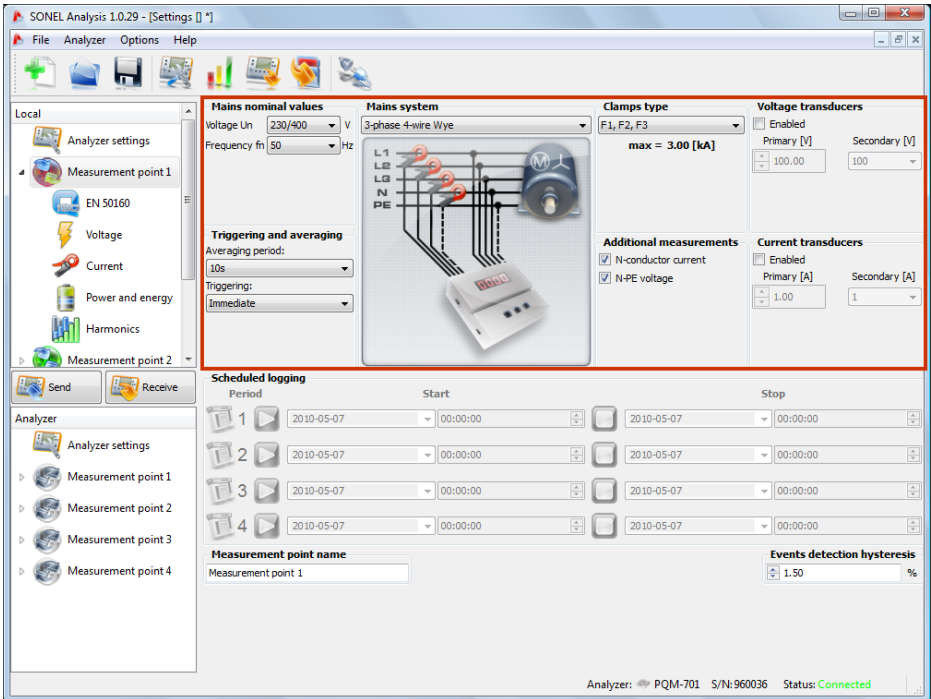 SONEL Analysis 1.0.29 - [Settings [] *]
File Analyzer Options Help
Local
Analyzer settings
Measurement point 1
EN 50160
Voltage
Current
Power and energy
Harmonics
Measurement point 2
Send Receive
Analyzer
Analyzer settings
Measurement point 1
Measurement point 2
Measurement point 3
Measurement point 4
Mains nominal values
Voltage Un 230/400 V
Frequency fn 50 Hz
Triggering and averaging
Averaging period:
10s
Triggering:
Immediate
Mains system
3-phase 4-wire Wye
L1
L2
L3
N
PE
M
Clamps type
F1, F2, F3
max = 3.00 [kA]
Additional measurements
N-conductor current
N-PE voltage
Voltage transducers
Enabled
Primary [V] Secondary [V]
100.00 100
Current transducers
Enabled
Primary [A] Secondary [A]
1.00 1
Scheduled logging
Period Start Stop
1 2010-05-07 00:00:00 2010-05-07 00:00:00
2 2010-05-07 00:00:00 2010-05-07 00:00:00
3 2010-05-07 00:00:00 2010-05-07 00:00:00
4 2010-05-07 00:00:00 2010-05-07 00:00:00
Measurement point name
Measurement point 1
Events detection hysteresis
1.50 %
Analyzer: PQM-701 S/N: 960036 Status: Connected